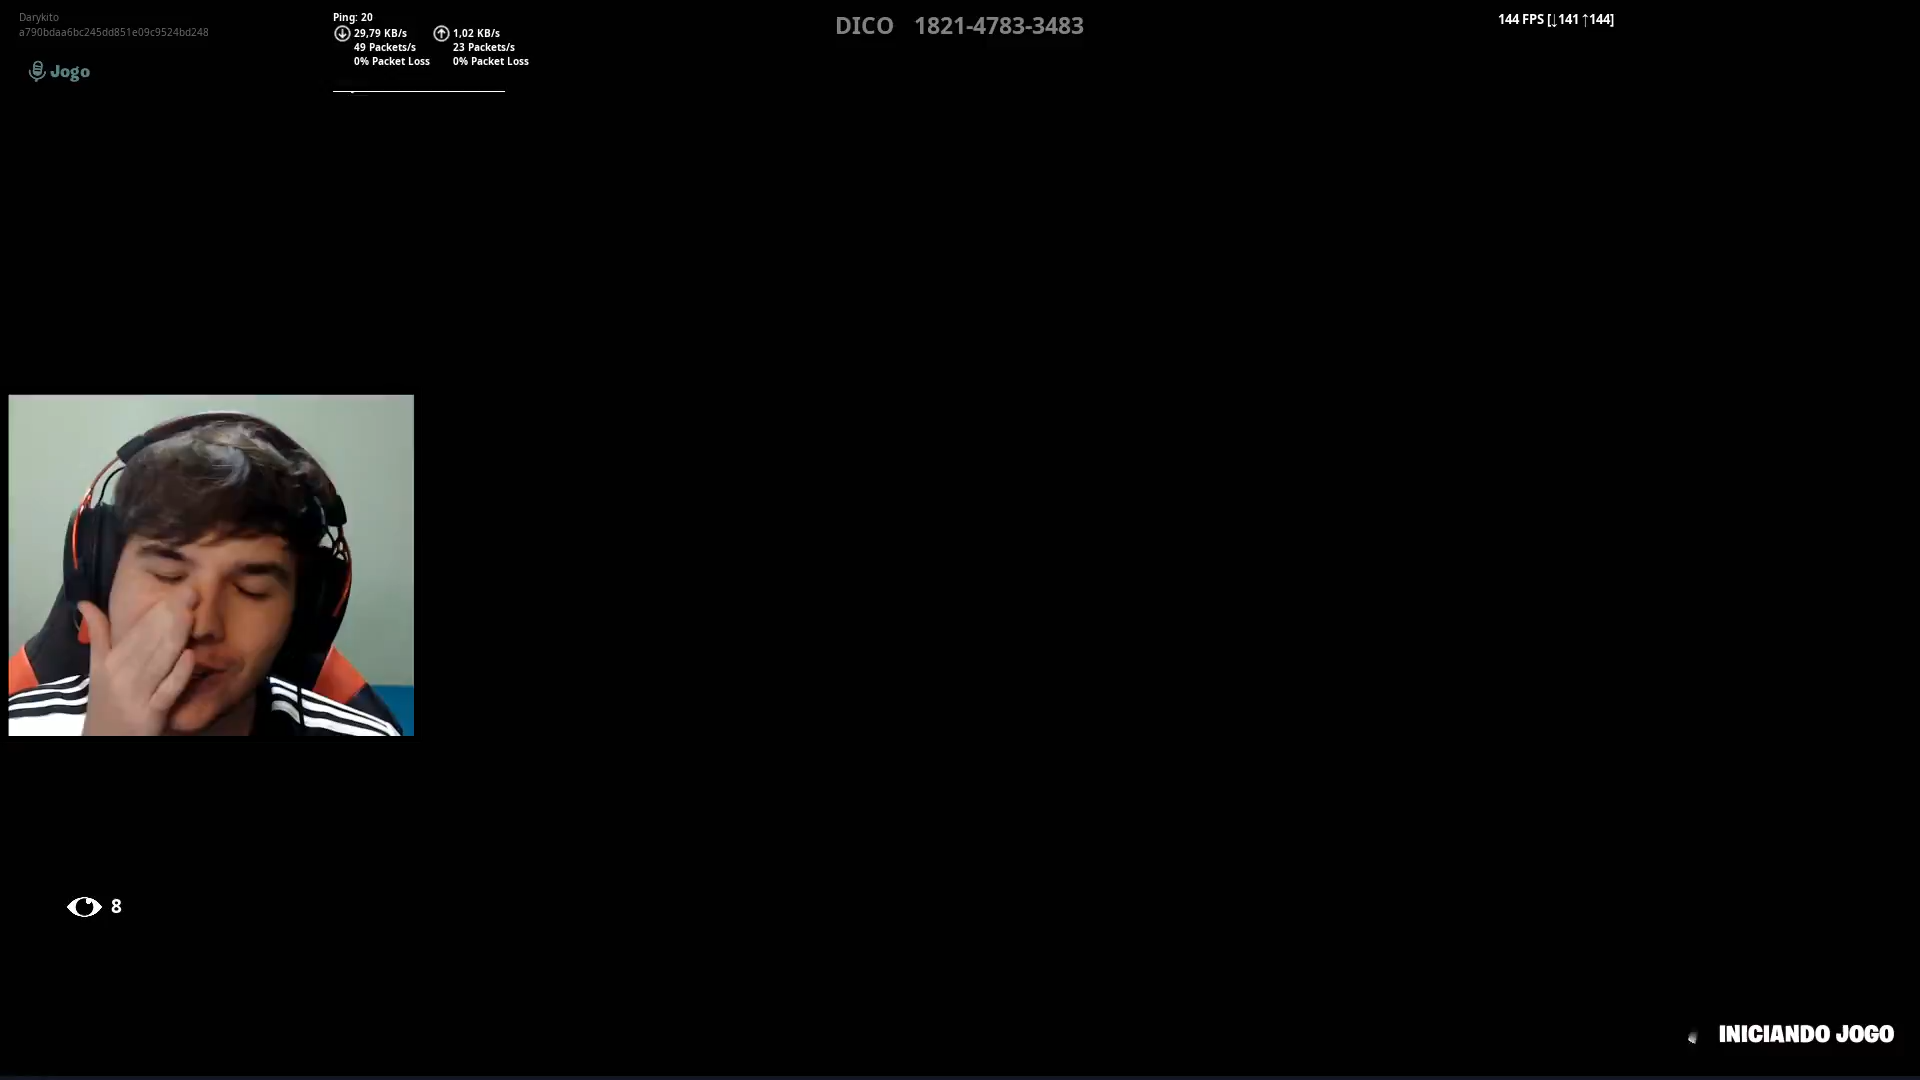 Darykito
a790bdaa6bc245dd851e09c9524bd248
Jogo
Ping: 20
29,79 KB/s 1,02 KB/s
49 Packets/s 23 Packets/s
0% Packet Loss 0% Packet Loss
DICO 1821-4783-3483
144 FPS [↓141 ↑144]
8
INICIANDO JOGO